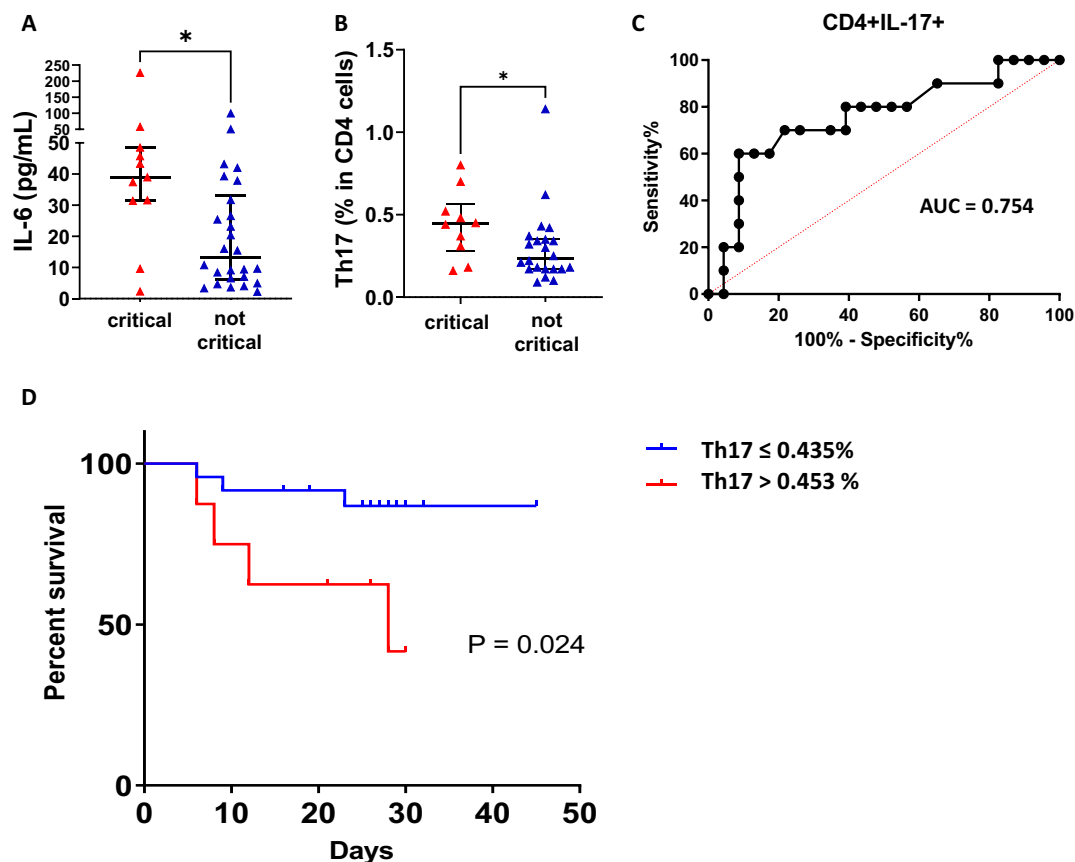 A
*
IL-6 (pg/mL)
250
200
150
100
50
50
40
30
20
10
0
critical
not
critical
B
*
Th17 (% in CD4 cells)
1.5
1.0
0.5
0.0
critical
not
critical
C
CD4+IL-17+
Sensitivity%
100
80
60
40
20
0
AUC = 0.754
0 20 40 60 80 100
100% - Specificity%
D
Percent survival
100
50
0
P = 0.024
0 10 20 30 40 50
Days
Th17 ≤ 0.435%
Th17 > 0.453 %